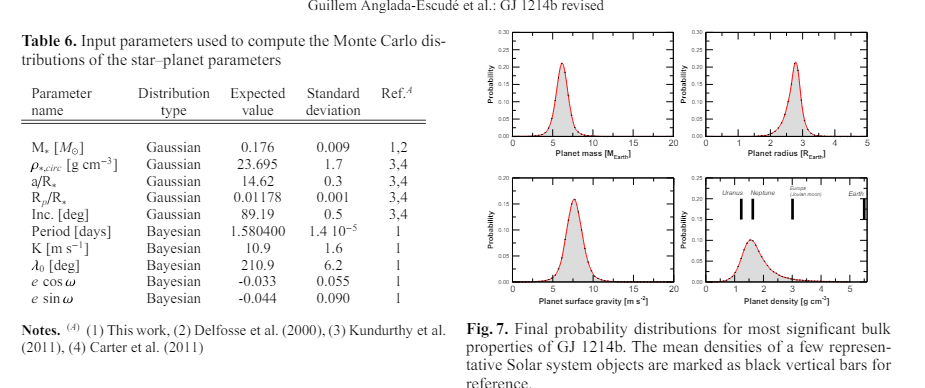 Guillem Anglada-Escudé et al.: GJ 1214b revised
Table 6. Input parameters used to compute the Monte Carlo dis-
tributions of the star–planet parameters
Parameter Distribution Expected Standard Ref.ᴬ
name type value deviation
M* [M⊙] Gaussian 0.176 0.009 1,2
ρ*,circ [g cm⁻³] Gaussian 23.695 1.7 3,4
a/R* Gaussian 14.62 0.3 3,4
Rp/R* Gaussian 0.01178 0.001 3,4
Inc. [deg] Gaussian 89.19 0.5 3,4
Period [days] Bayesian 1.580400 1.4 10⁻⁵ 1
K [m s⁻¹] Bayesian 10.9 1.6 1
λ₀ [deg] Bayesian 210.9 6.2 1
e cos ω Bayesian -0.033 0.055 1
e sin ω Bayesian -0.044 0.090 1
Notes. (A) (1) This work, (2) Delfosse et al. (2000), (3) Kundurthy et al.
(2011), (4) Carter et al. (2011)
0.30
0.25
0.20
0.15
0.10
0.05
0.00
Probability
0 5 10 15 20
Planet mass [M_Earth]
0.30
0.25
0.20
0.15
0.10
0.05
0.00
Probability
0 1 2 3 4 5
Planet radius [R_Earth]
0.20
0.15
0.10
0.05
0.00
Probability
0 5 10 15 20
Planet surface gravity [m s⁻²]
0.25
0.20
0.15
0.10
0.05
0.00
Probability
Uranus Neptune Europe (Jovian moon) Earth
0 1 2 3 4 5
Planet density [g cm⁻³]
Fig. 7. Final probability distributions for most significant bulk
properties of GJ 1214b. The mean densities of a few represen-
tative Solar system objects are marked as black vertical bars for
reference.